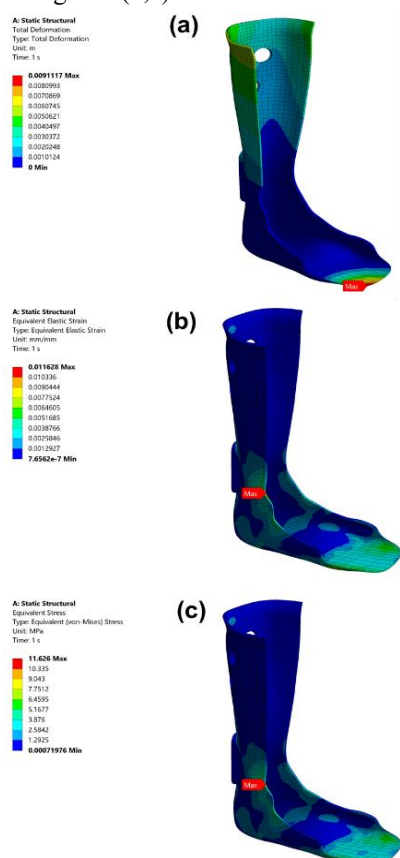 (a)
A: Static Structural
Total Deformation
Type: Total Deformation
Unit: m
Time: 1 s
0.0091117 Max
0.0080993
0.0070869
0.0060745
0.0050621
0.0040497
0.0030372
0.0020248
0.0010124
0 Min
Max
(b)
A: Static Structural
Equivalent Elastic Strain
Type: Equivalent Elastic Strain
Unit: mm/mm
Time: 1 s
0.011628 Max
0.010336
0.0090444
0.0077524
0.0064605
0.0051685
0.0038766
0.0025846
0.0012927
7.6562e-7 Min
Max
(c)
A: Static Structural
Equivalent Stress
Type: Equivalent (von-Mises) Stress
Unit: MPa
Time: 1 s
11.626 Max
10.335
9.043
7.7512
6.4595
5.1677
3.876
2.5842
1.2925
0.00071976 Min
Max